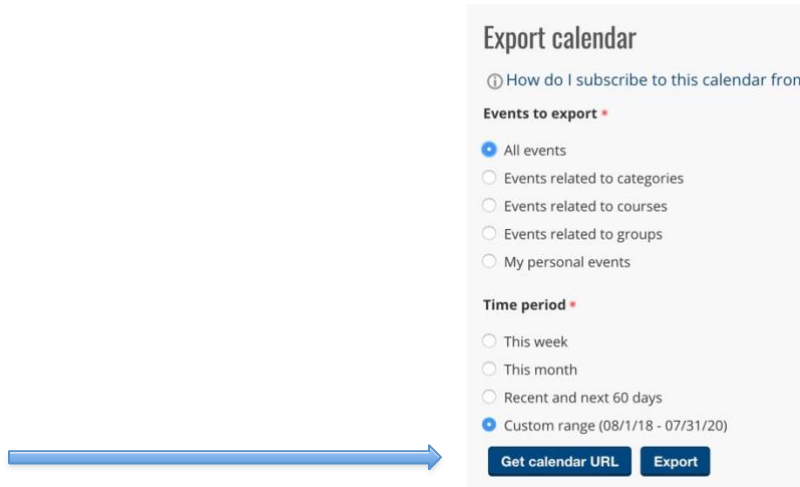 Export calendar
How do I subscribe to this calendar from
Events to export *
All events
Events related to categories
Events related to courses
Events related to groups
My personal events
Time period *
This week
This month
Recent and next 60 days
Custom range (08/1/18 - 07/31/20)
Get calendar URL Export